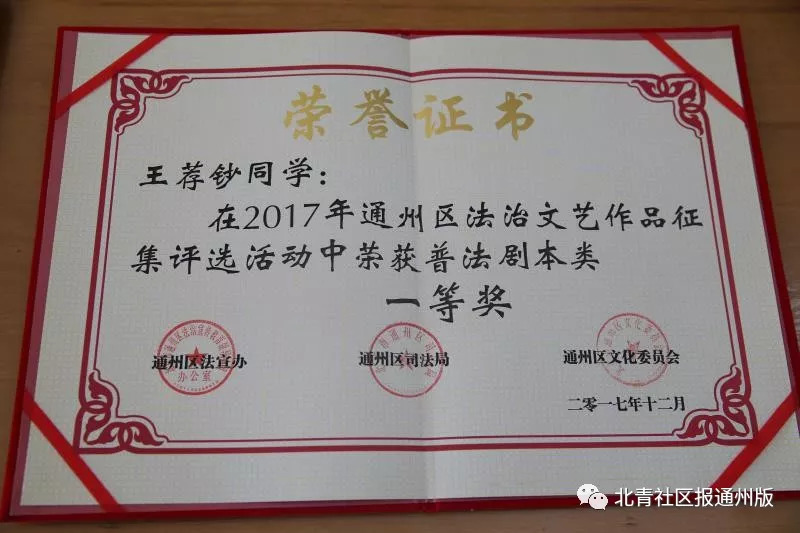 荣誉证书
王荐钞同学：
在2017年通州区法治文艺作品征
集评选活动中荣获普法剧本类
一等奖
通州区法宣办
通州区司法局
通州区文化委员会
办公室
二零一七年十二月
北青社区报通州版